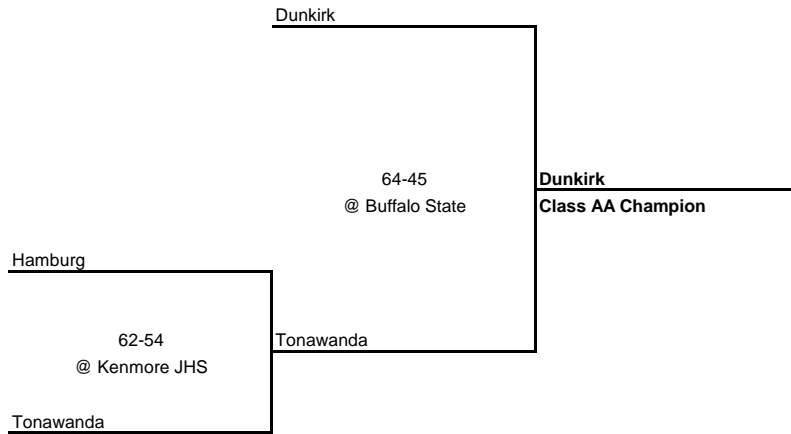 Dunkirk
64-45
@ Buffalo State
Dunkirk
Class AA Champion
Hamburg
62-54
@ Kenmore JHS
Tonawanda
Tonawanda